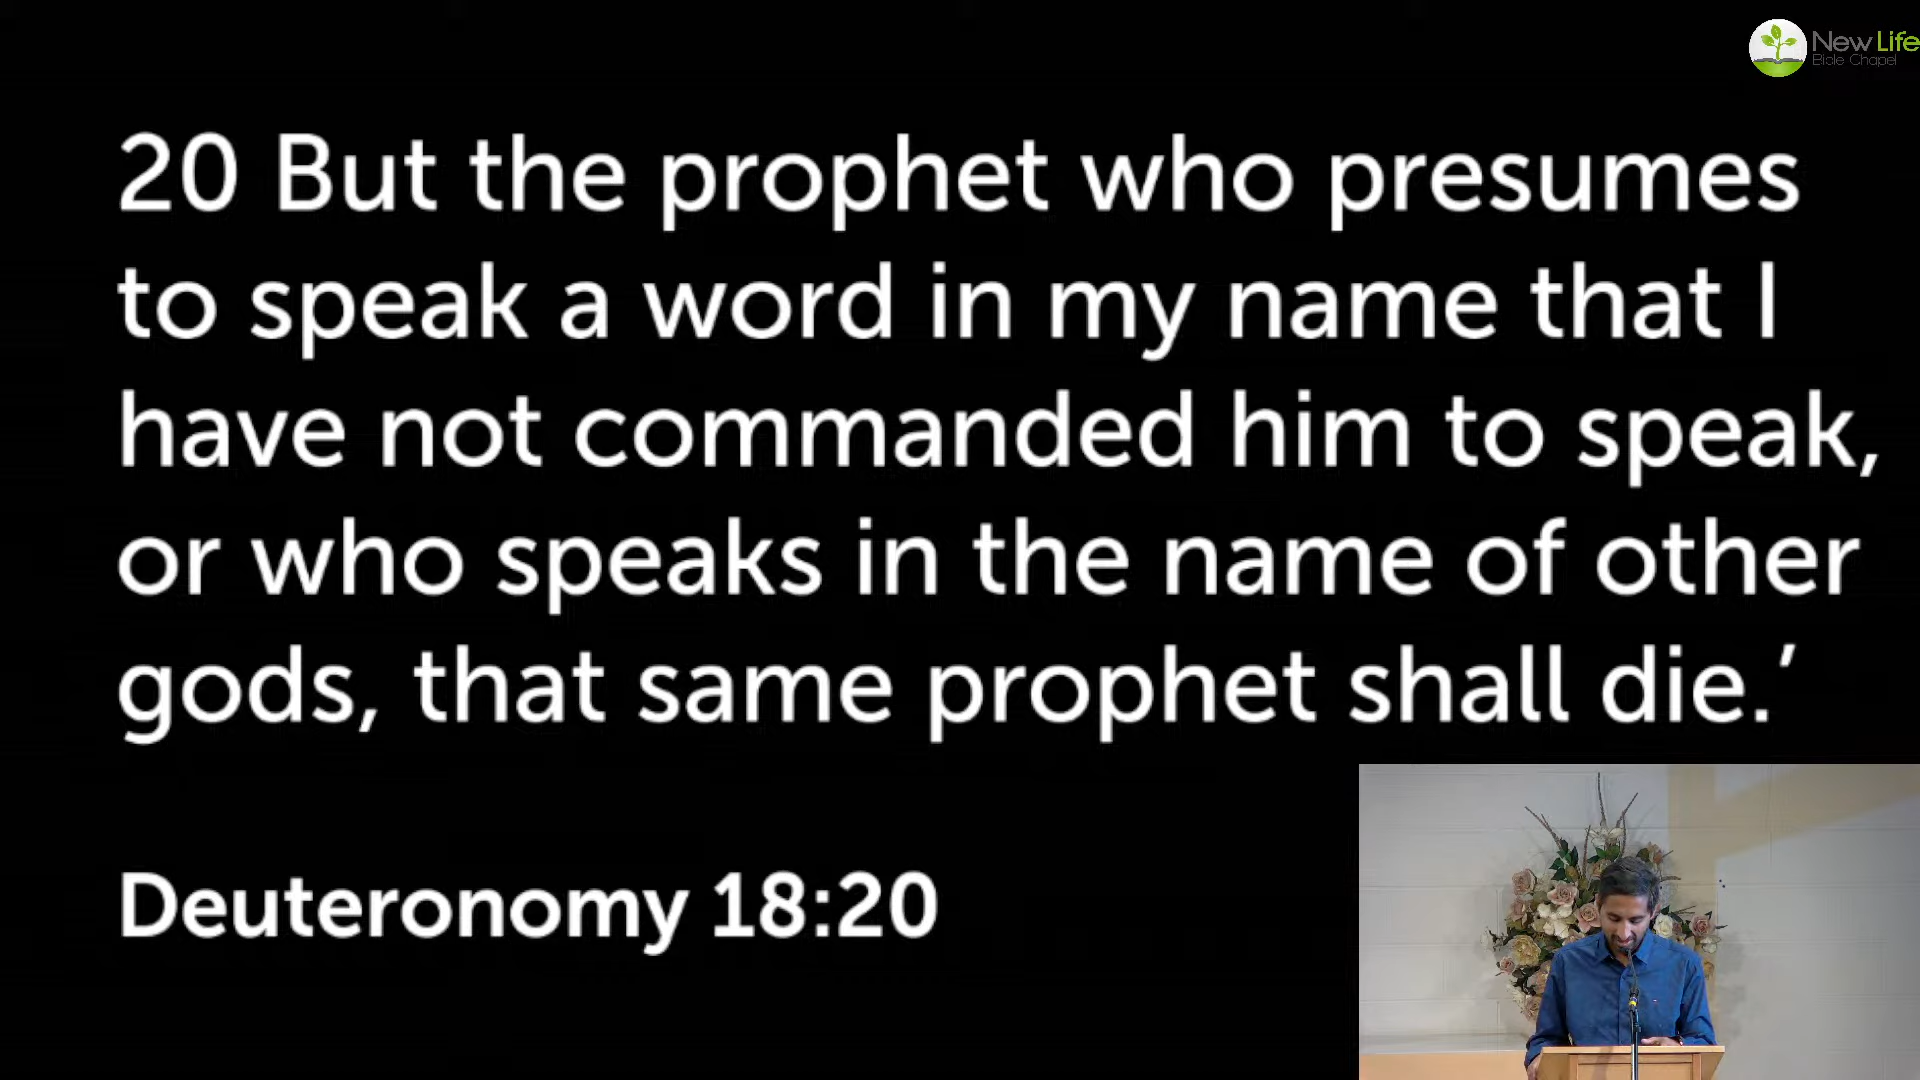 New Life
Bible Chapel
20 But the prophet who presumes
to speak a word in my name that I
have not commanded him to speak,
or who speaks in the name of other
gods, that same prophet shall die.’
Deuteronomy 18:20